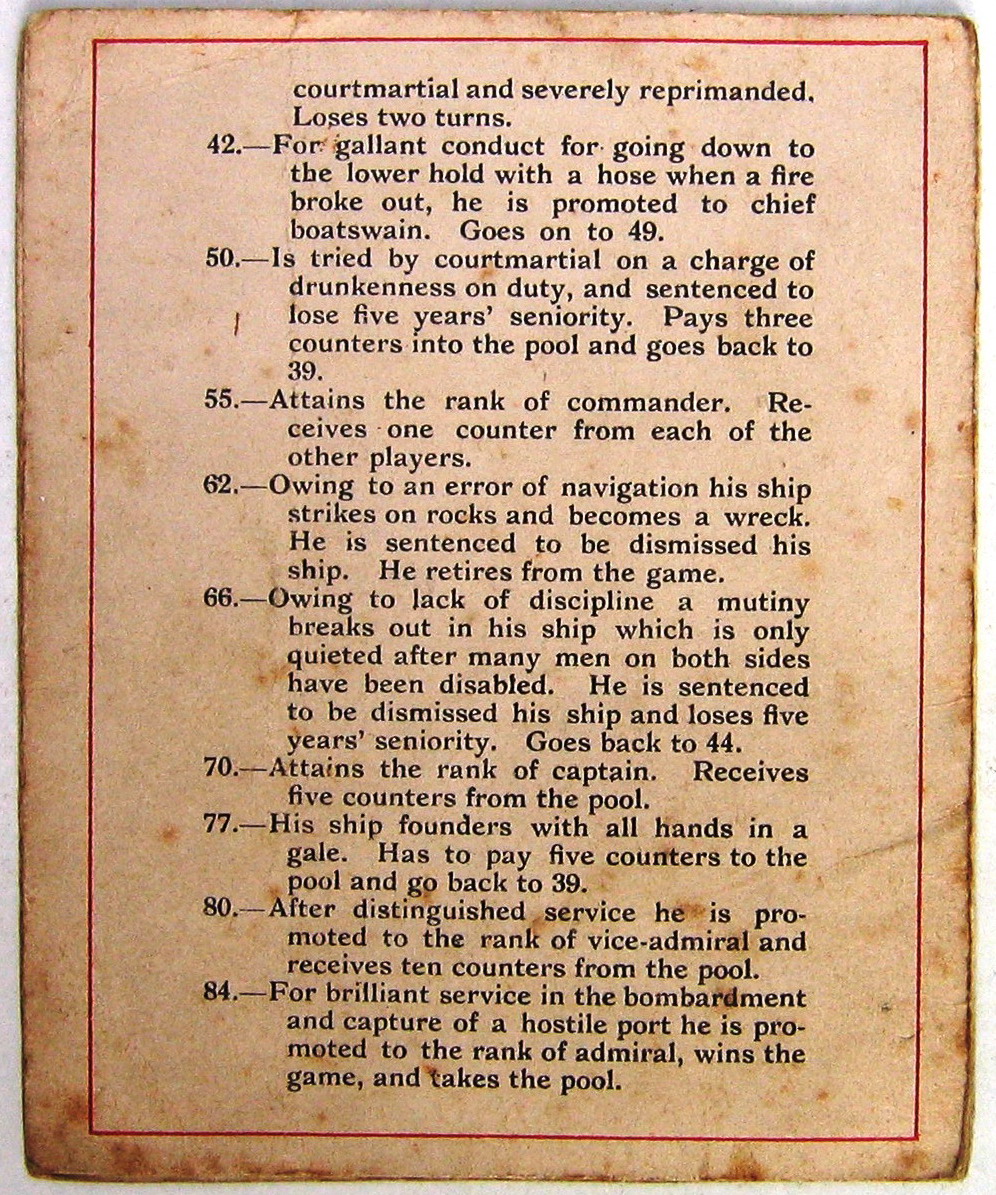 courtmartial and severely reprimanded.
Loses two turns.
42.—For gallant conduct for going down to
the lower hold with a hose when a fire
broke out, he is promoted to chief
boatswain. Goes on to 49.
50.—Is tried by courtmartial on a charge of
drunkenness on duty, and sentenced to
lose five years' seniority. Pays three
counters into the pool and goes back to
39.
55.—Attains the rank of commander. Re-
ceives one counter from each of the
other players.
62.—Owing to an error of navigation his ship
strikes on rocks and becomes a wreck.
He is sentenced to be dismissed his
ship. He retires from the game.
66.—Owing to lack of discipline a mutiny
breaks out in his ship which is only
quieted after many men on both sides
have been disabled. He is sentenced
to be dismissed his ship and loses five
years' seniority. Goes back to 44.
70.—Attains the rank of captain. Receives
five counters from the pool.
77.—His ship founders with all hands in a
gale. Has to pay five counters to the
pool and go back to 39.
80.—After distinguished service he is pro-
moted to the rank of vice-admiral and
receives ten counters from the pool.
84.—For brilliant service in the bombardment
and capture of a hostile port he is pro-
moted to the rank of admiral, wins the
game, and takes the pool.